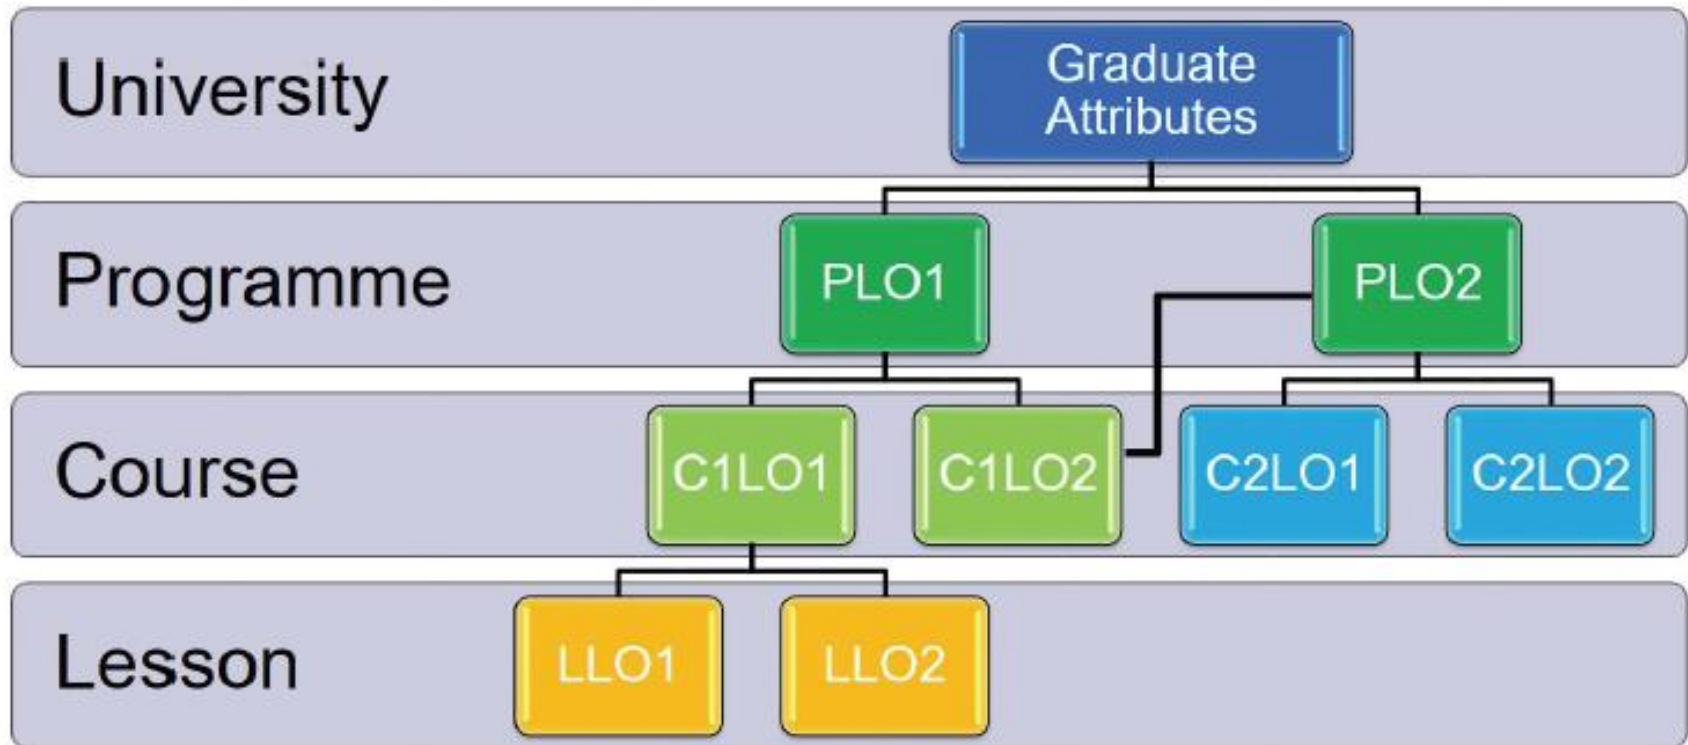 University
Graduate
Attributes
Programme
PLO1
PLO2
Course
C1LO1
C1LO2
C2LO1
C2LO2
Lesson
LLO1
LLO2